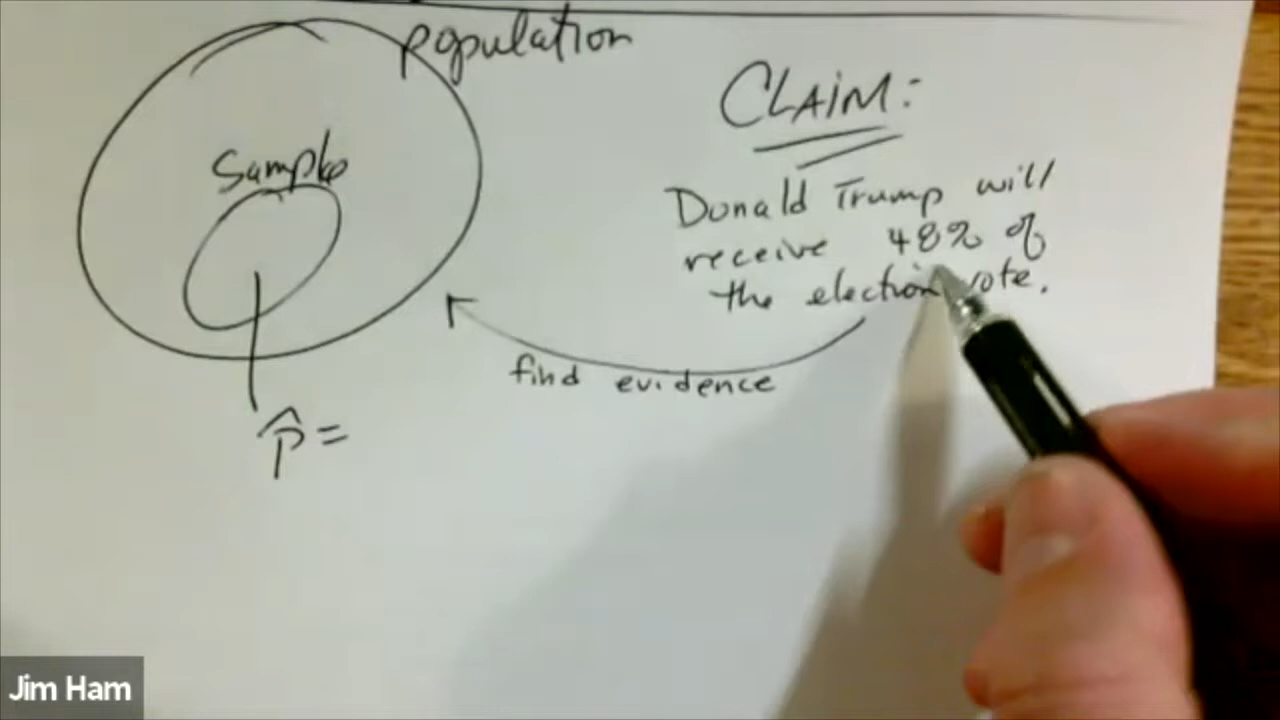 population
Sample
p̂ =
CLAIM:
Donald Trump will
receive 48% of
the election vote.
find evidence
Jim Ham